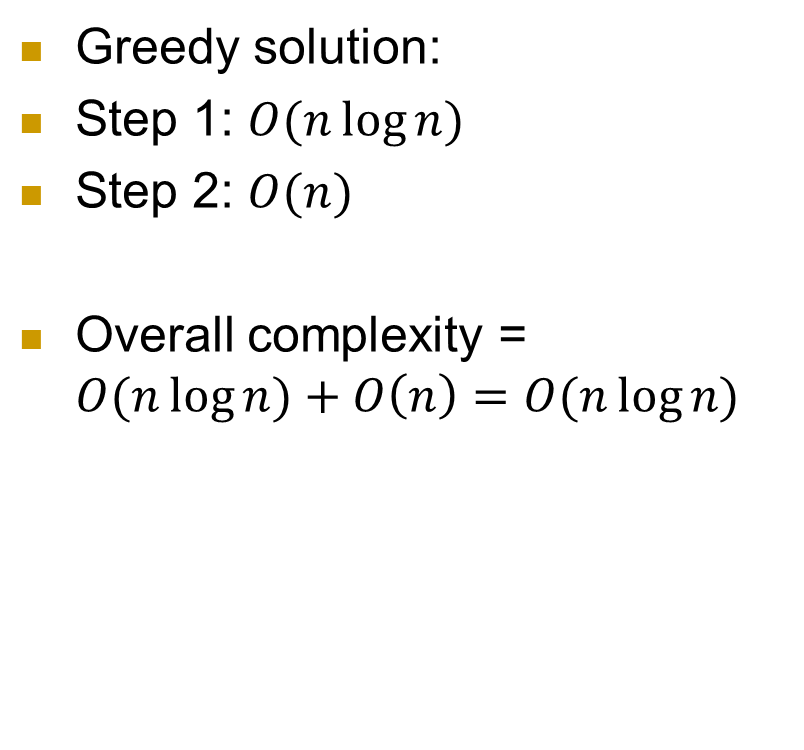 Greedy solution:
Step 1: O(n log n)
Step 2: O(n)
Overall complexity =
O(n log n) + O(n) = O(n log n)